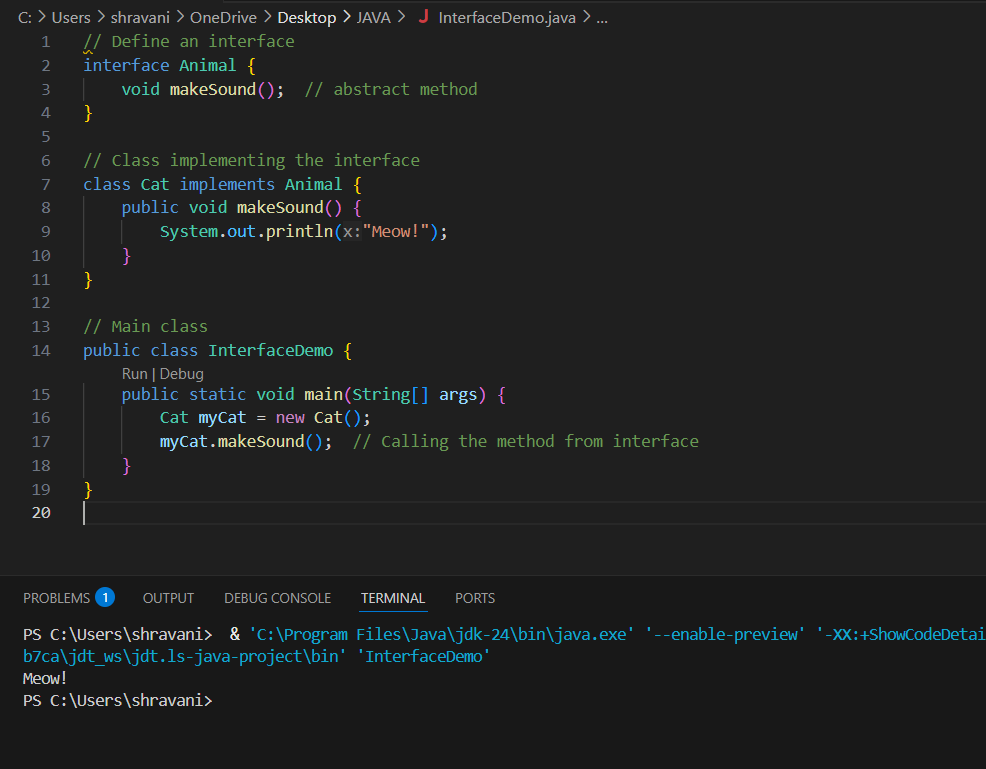 C: > Users > shravani > OneDrive > Desktop > JAVA > J InterfaceDemo.java > ...
1 // Define an interface
2 interface Animal {
3     void makeSound();  // abstract method
4 }
5
6 // Class implementing the interface
7 class Cat implements Animal {
8     public void makeSound() {
9         System.out.println(x:"Meow!");
10     }
11 }
12
13 // Main class
14 public class InterfaceDemo {
Run | Debug
15     public static void main(String[] args) {
16         Cat myCat = new Cat();
17         myCat.makeSound();  // Calling the method from interface
18     }
19 }
20
PROBLEMS 1 OUTPUT DEBUG CONSOLE TERMINAL PORTS
PS C:\Users\shravani>  & 'C:\Program Files\Java\jdk-24\bin\java.exe' '--enable-preview' '-XX:+ShowCodeDetai
b7ca\jdt_ws\jdt.ls-java-project\bin' 'InterfaceDemo'
Meow!
PS C:\Users\shravani>